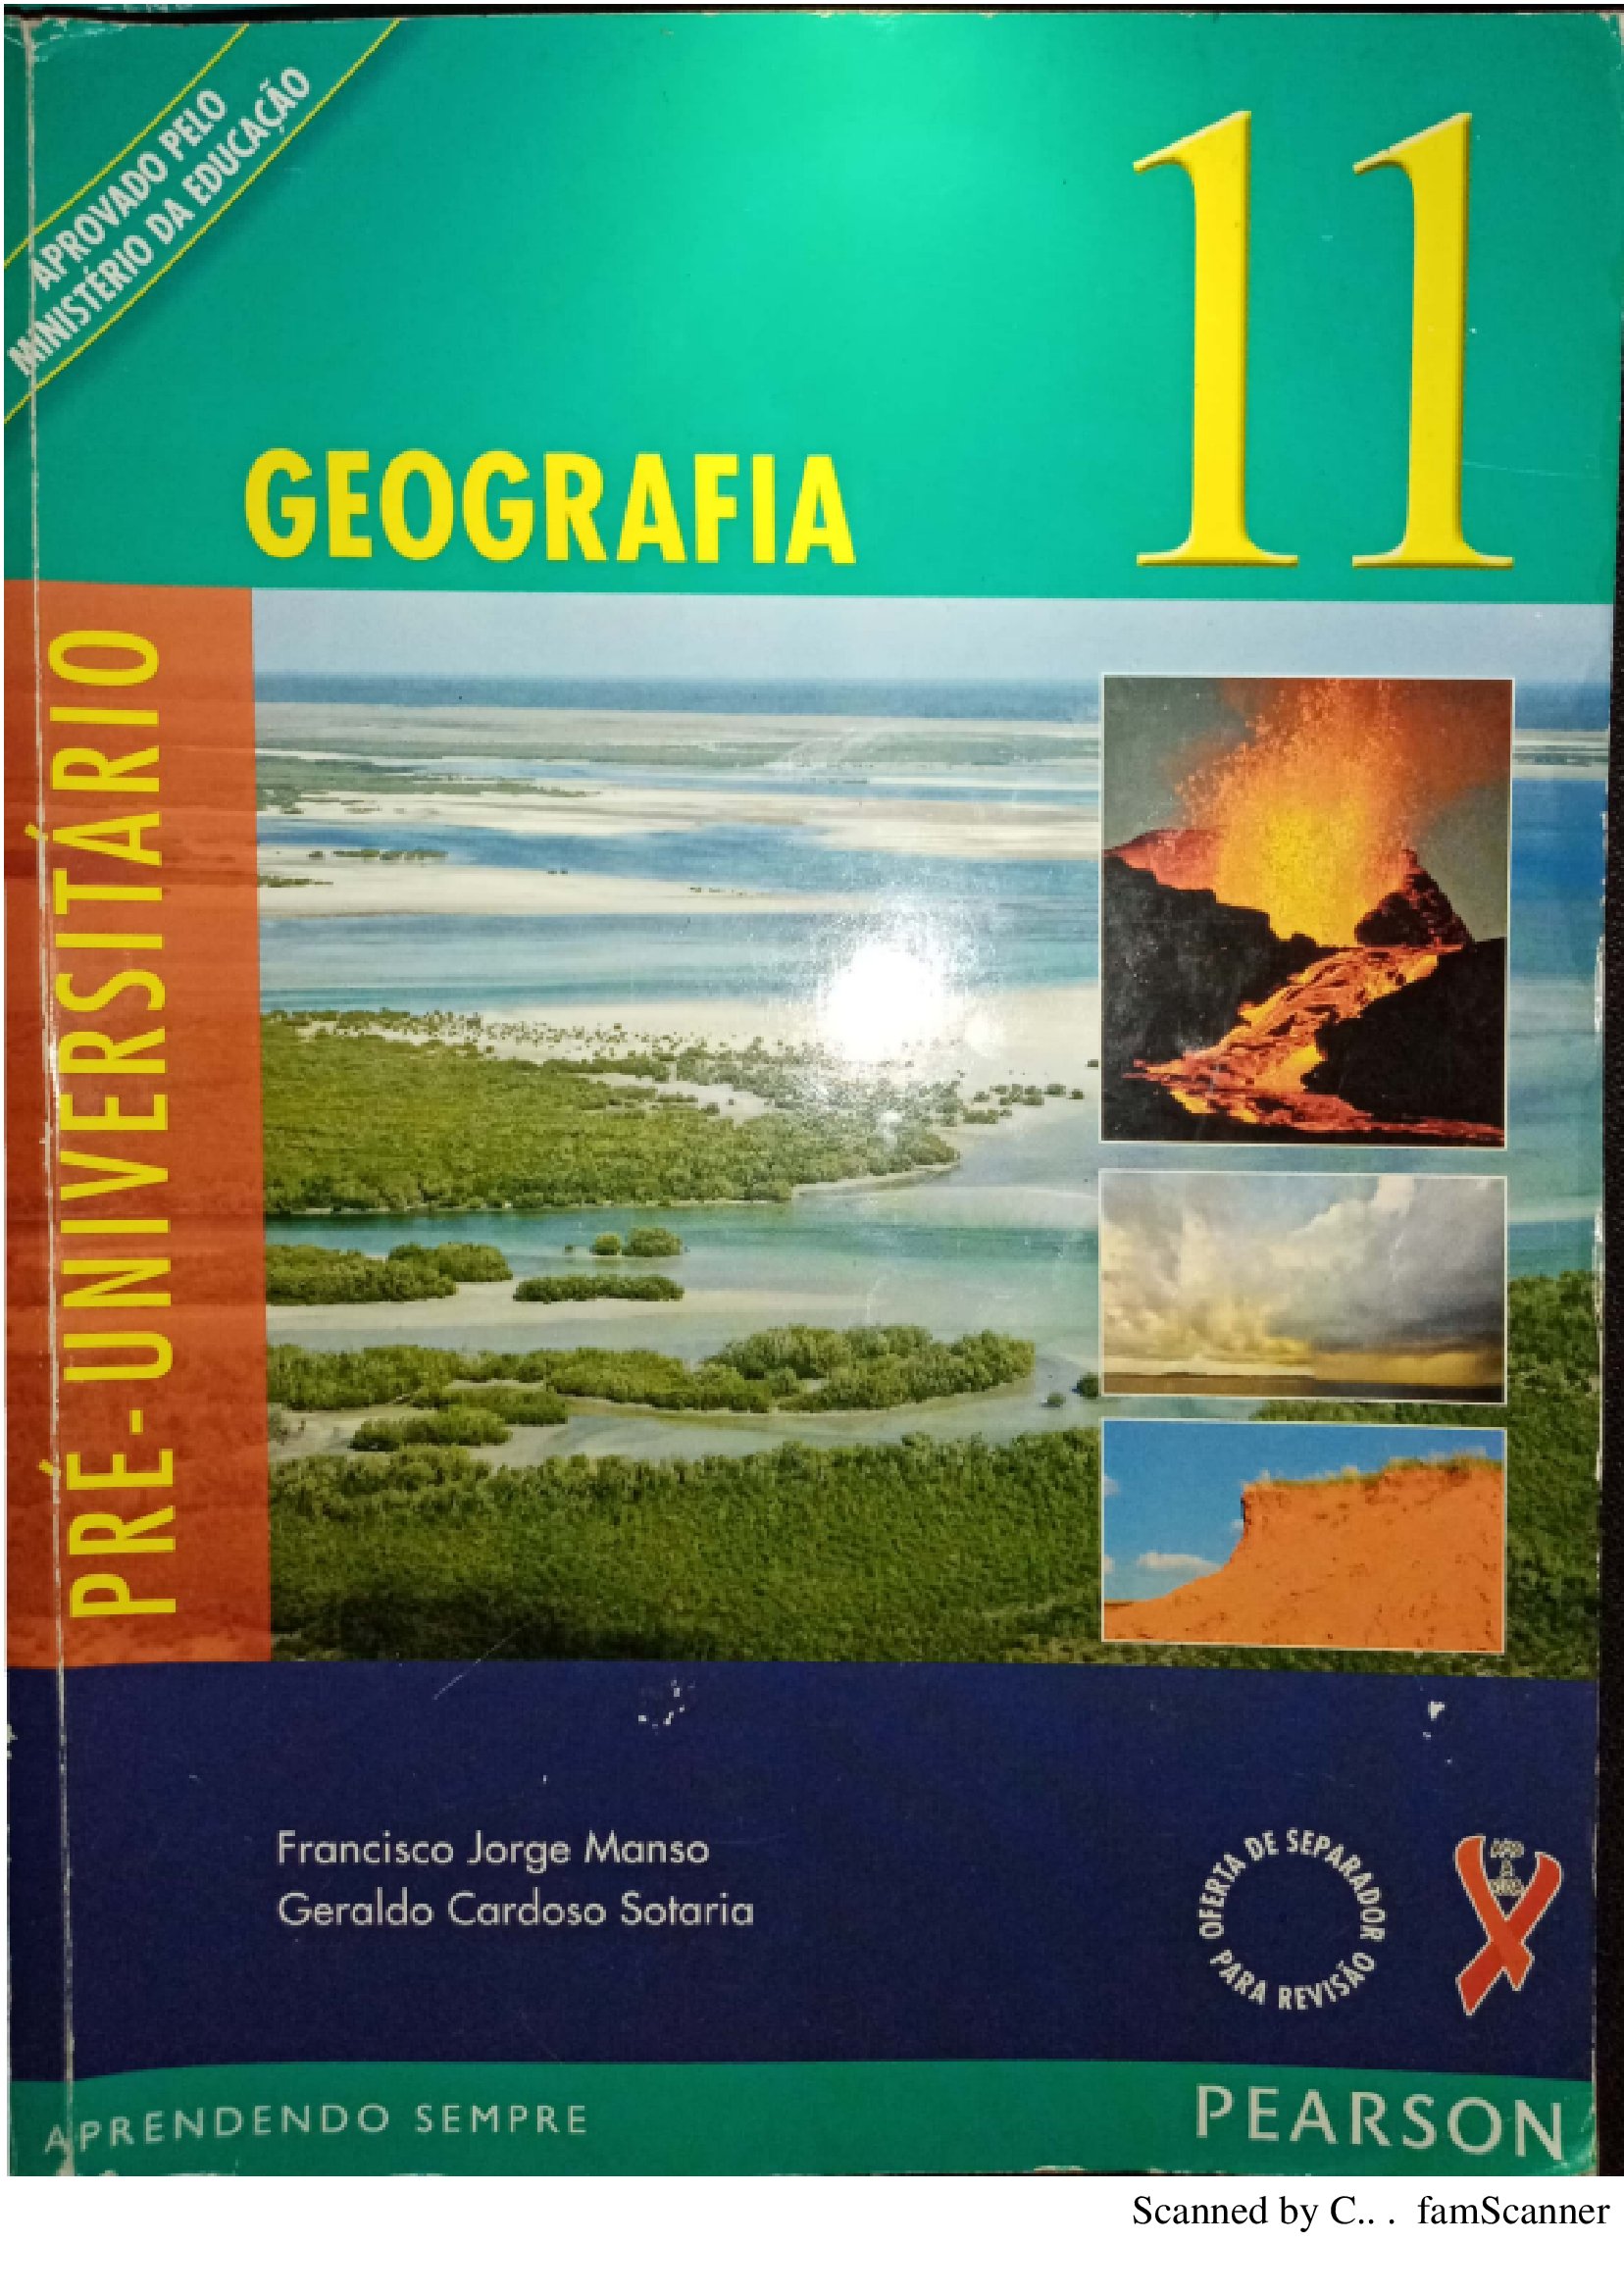 APROVADO PELO
MINISTÉRIO DA EDUCAÇÃO
11
GEOGRAFIA
PRÉ-UNIVERSITÁRIO
Francisco Jorge Manso
Geraldo Cardoso Sotaria
OFERTA DE SEPARADOR PARA REVISÃO
APRENDENDO SEMPRE
PEARSON
Scanned by C.. . famScanner